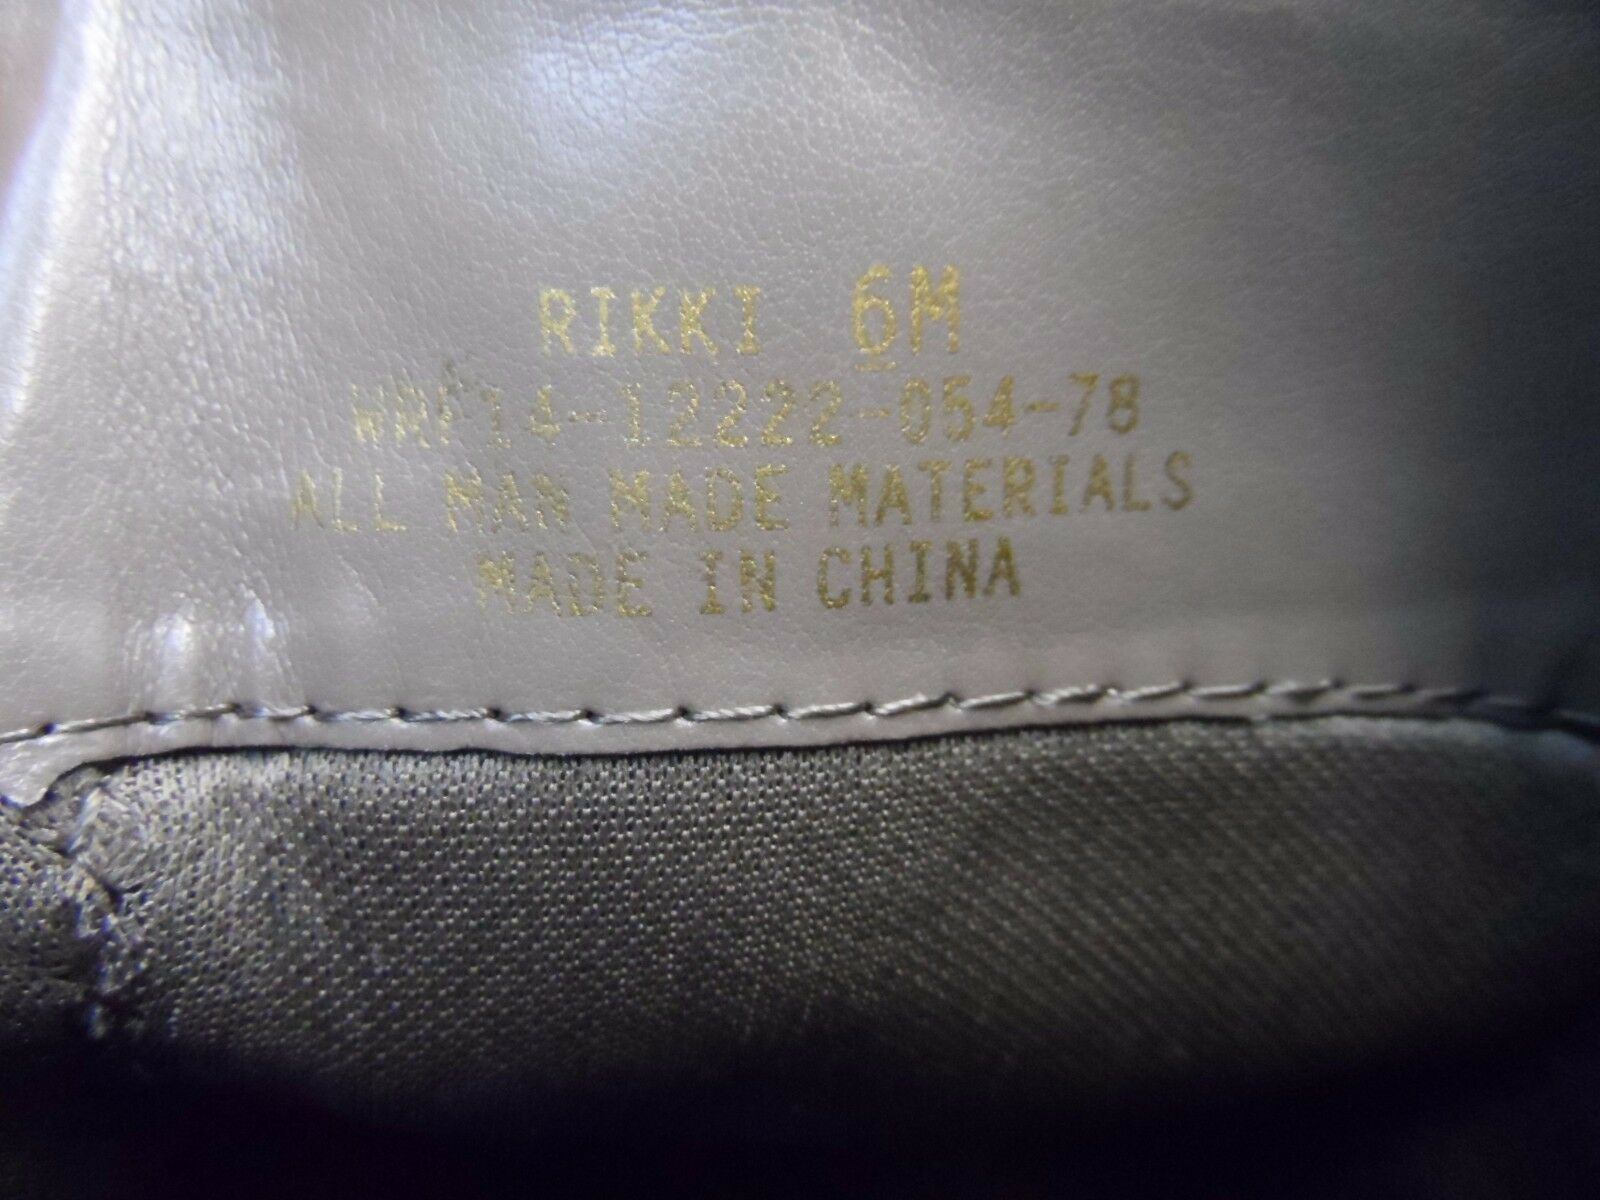 RIKKI 6M
WRF14-12222-054-78
ALL MAN MADE MATERIALS
MADE IN CHINA